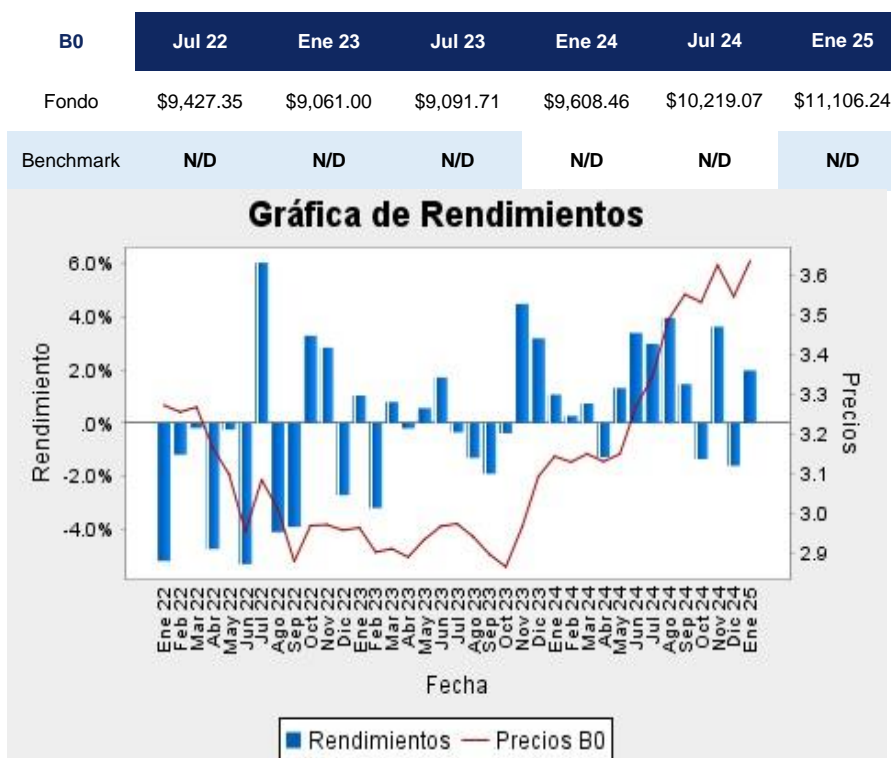 B0 Jul 22 Ene 23 Jul 23 Ene 24 Jul 24 Ene 25
Fondo $9,427.35 $9,061.00 $9,091.71 $9,608.46 $10,219.07 $11,106.24
Benchmark N/D N/D N/D N/D N/D N/D
Gráfica de Rendimientos
6.0%
4.0%
2.0%
.0%
-2.0%
-4.0%
Rendimiento
3.6
3.5
3.4
3.3
3.2
3.1
3.0
2.9
Precios
Ene 22
Feb 22
Mar 22
Abr 22
May 22
Jun 22
Jul 22
Ago 22
Sep 22
Oct 22
Nov 22
Dic 22
Ene 23
Feb 23
Mar 23
Abr 23
May 23
Jun 23
Jul 23
Ago 23
Sep 23
Oct 23
Nov 23
Dic 23
Ene 24
Feb 24
Mar 24
Abr 24
May 24
Jun 24
Jul 24
Ago 24
Sep 24
Oct 24
Nov 24
Dic 24
Ene 25
Fecha
Rendimientos Precios B0